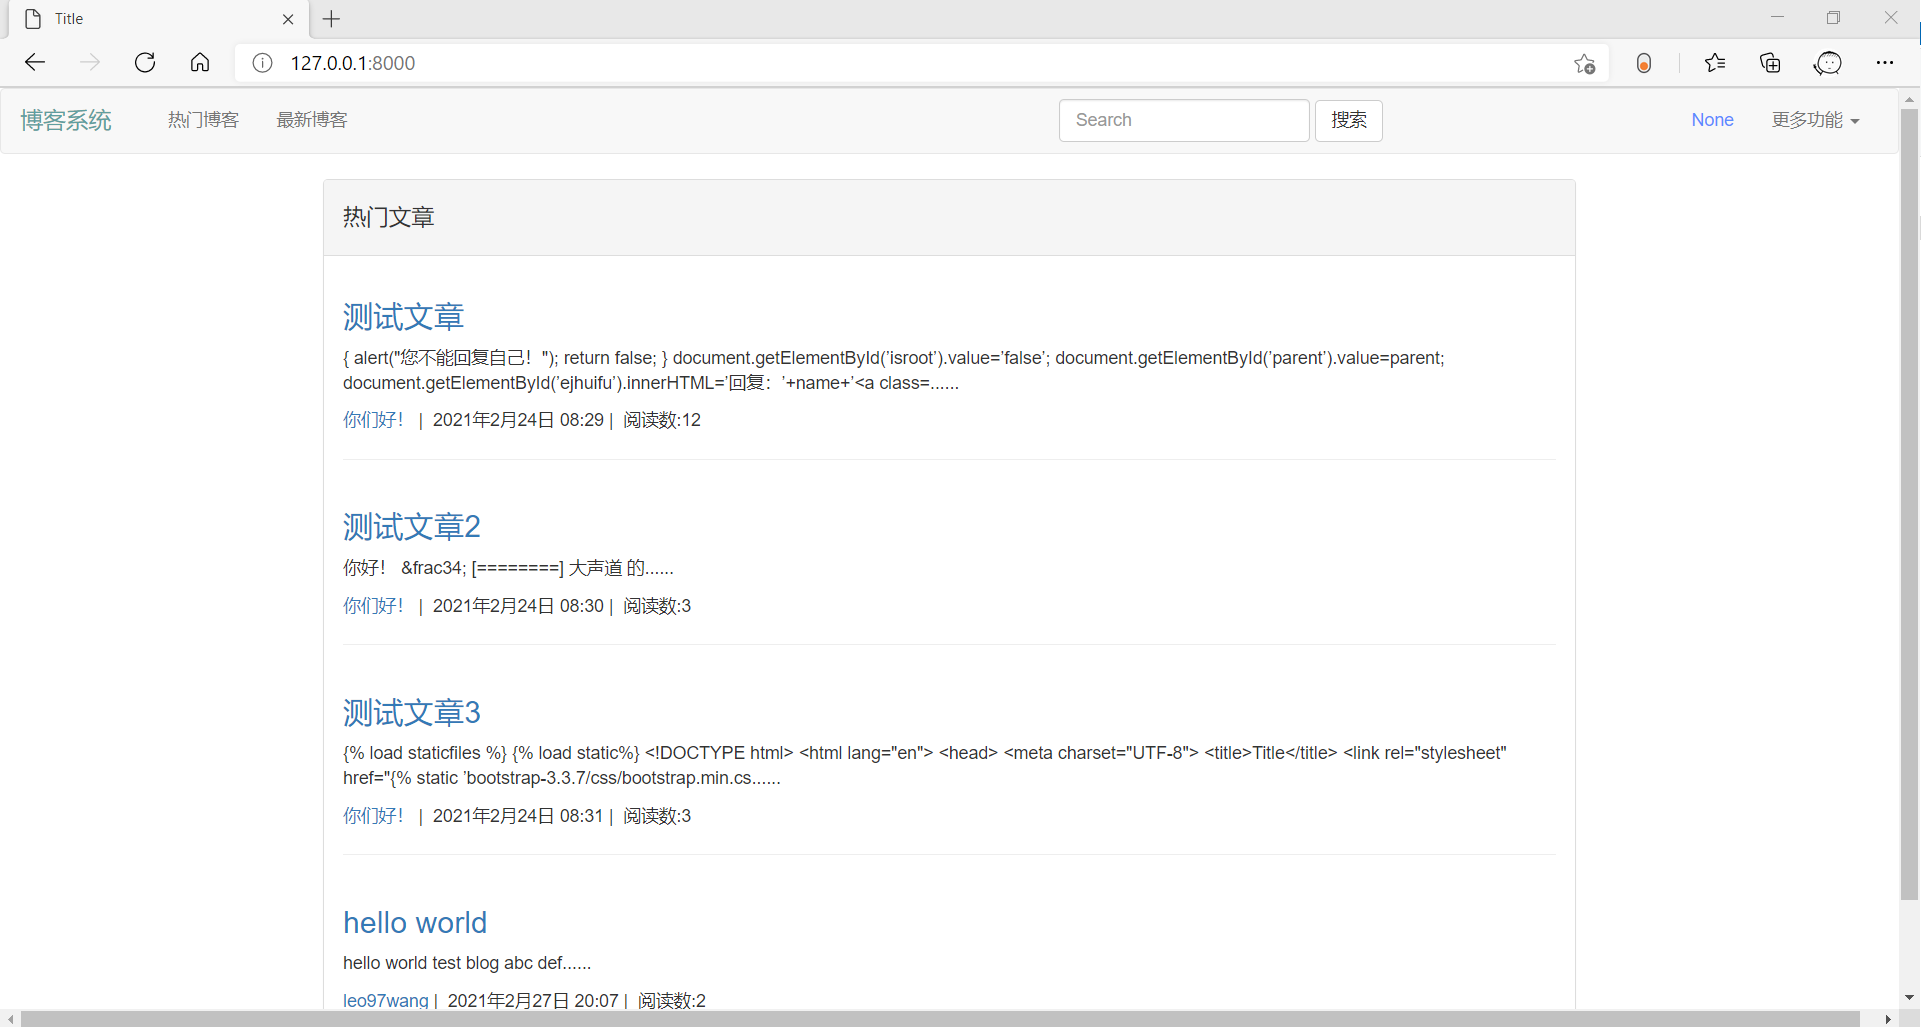 Title
127.0.0.1:8000
博客系统 热门博客 最新博客 Search 搜索 None 更多功能
热门文章
测试文章
{ alert("您不能回复自己！"); return false; } document.getElementById(’isroot’).value=’false’; document.getElementById(’parent’).value=parent;
document.getElementById(’ejhuifu’).innerHTML=’回复：’+name+’<a class=......
你们好！ | 2021年2月24日 08:29 | 阅读数:12
测试文章2
你好！ &frac34; [========] 大声道 的......
你们好！ | 2021年2月24日 08:30 | 阅读数:3
测试文章3
{% load staticfiles %} {% load static%} <!DOCTYPE html> <html lang="en"> <head> <meta charset="UTF-8"> <title>Title</title> <link rel="stylesheet"
href="{% static ’bootstrap-3.3.7/css/bootstrap.min.cs......
你们好！ | 2021年2月24日 08:31 | 阅读数:3
hello world
hello world test blog abc def......
leo97wang | 2021年2月27日 20:07 | 阅读数:2